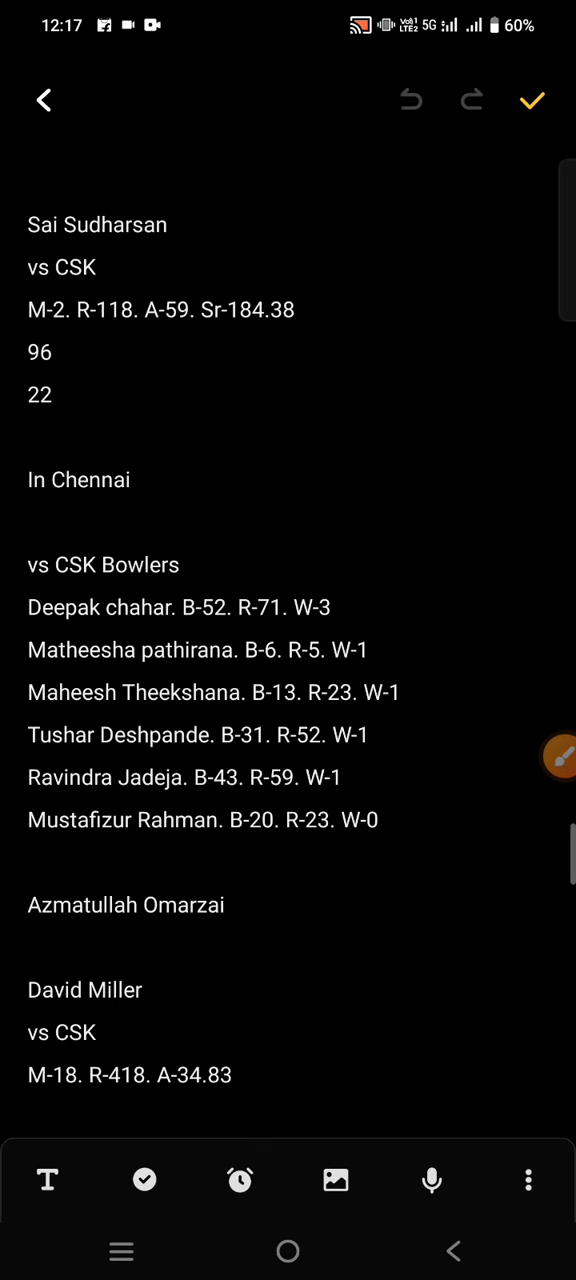 12:17
VoJ1 LTE2 5G 60%
Sai Sudharsan
vs CSK
M-2. R-118. A-59. Sr-184.38
96
22
In Chennai
vs CSK Bowlers
Deepak chahar. B-52. R-71. W-3
Matheesha pathirana. B-6. R-5. W-1
Maheesh Theekshana. B-13. R-23. W-1
Tushar Deshpande. B-31. R-52. W-1
Ravindra Jadeja. B-43. R-59. W-1
Mustafizur Rahman. B-20. R-23. W-0
Azmatullah Omarzai
David Miller
vs CSK
M-18. R-418. A-34.83
T